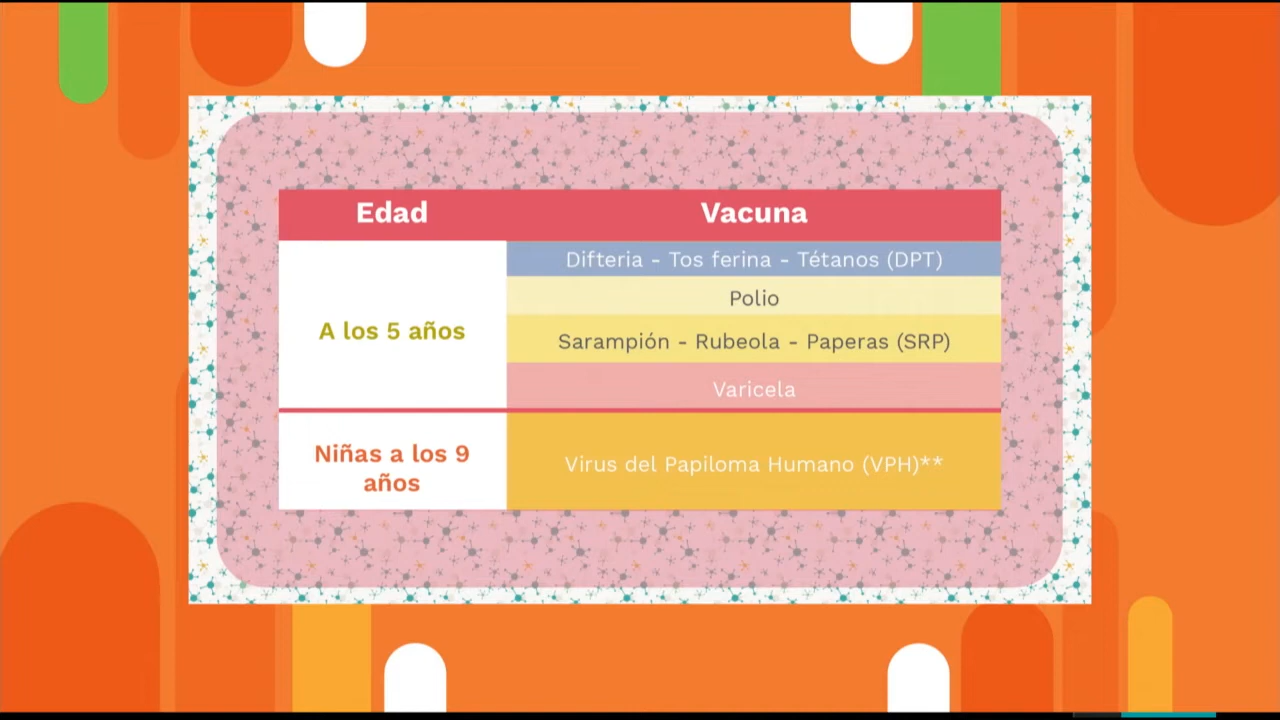 Edad
Vacuna
A los 5 años
Difteria - Tos ferina - Tétanos (DPT)
Polio
Sarampión - Rubeola - Paperas (SRP)
Varicela
Niñas a los 9
años
Virus del Papiloma Humano (VPH)**